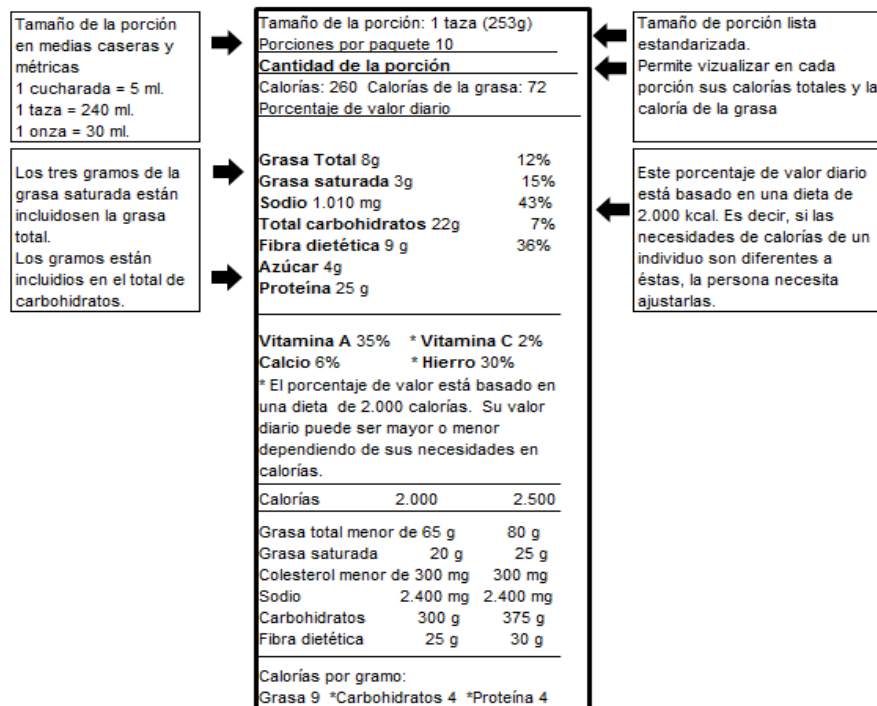 Tamaño de la porción
en medias caseras y
métricas
1 cucharada = 5 ml.
1 taza = 240 ml.
1 onza = 30 ml.
Los tres gramos de la
grasa saturada están
incluidosen la grasa
total.
Los gramos están
incluidios en el total de
carbohidratos.
Tamaño de la porción: 1 taza (253g)
Porciones por paquete 10
Cantidad de la porción
Calorías: 260 Calorías de la grasa: 72
Porcentaje de valor diario
Grasa Total 8g 12%
Grasa saturada 3g 15%
Sodio 1.010 mg 43%
Total carbohidratos 22g 7%
Fibra dietética 9 g 36%
Azúcar 4g
Proteína 25 g
Vitamina A 35% * Vitamina C 2%
Calcio 6% * Hierro 30%
* El porcentaje de valor está basado en
una dieta de 2.000 calorías. Su valor
diario puede ser mayor o menor
dependiendo de sus necesidades en
calorías.
Calorías 2.000 2.500
Grasa total menor de 65 g 80 g
Grasa saturada 20 g 25 g
Colesterol menor de 300 mg 300 mg
Sodio 2.400 mg 2.400 mg
Carbohidratos 300 g 375 g
Fibra dietética 25 g 30 g
Calorías por gramo:
Grasa 9 *Carbohidratos 4 *Proteína 4
Tamaño de porción lista
estandarizada.
Permite vizualizar en cada
porción sus calorías totales y la
caloría de la grasa
Este porcentaje de valor diario
está basado en una dieta de
2.000 kcal. Es decir, si las
necesidades de calorías de un
individuo son diferentes a
éstas, la persona necesita
ajustarlas.